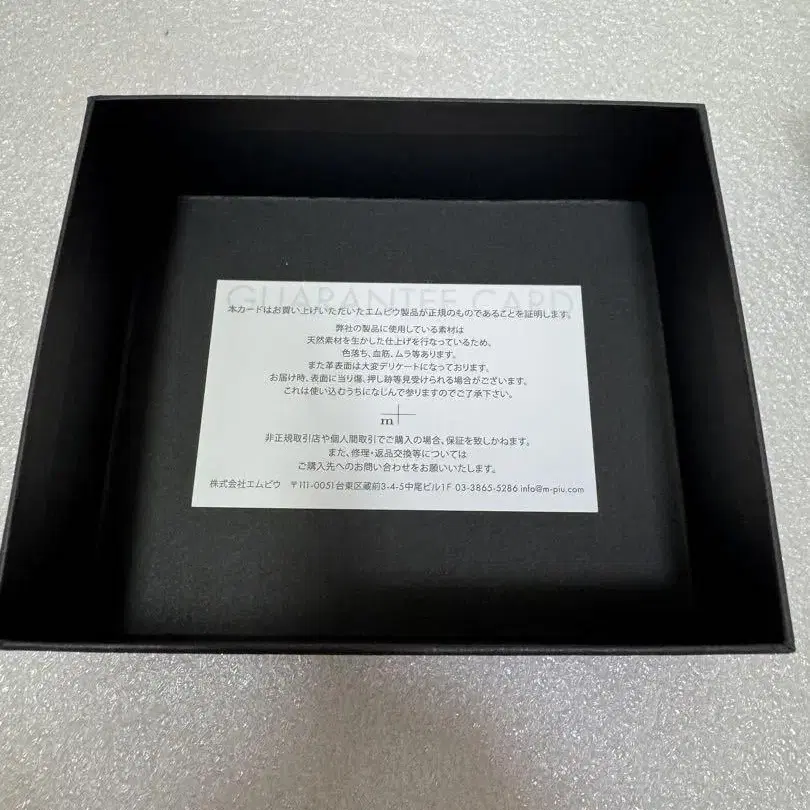 GUARANTEE CARD
本カードはお買い上げいただいたエムピウ製品が正規のものであることを証明します。
弊社の製品に使用している素材は
天然素材を生かした仕上げを行なっているため、
色落ち、血筋、ムラ等あります。
また革表面は大変デリケートになっております。
お届け時、表面に当り傷、押し跡等見受けられる場合がございます。
これは使い込むうちになじんで参りますのでご了承下さい。
m+
非正規取引店や個人間取引でご購入の場合、保証を致しかねます。
また、修理・返品交換等については
ご購入先へのお問い合わせをお願いいたします。
株式会社エムピウ 〒111-0051台東区蔵前3-4-5中尾ビル1F 03-3865-5286 info@m-piu.com